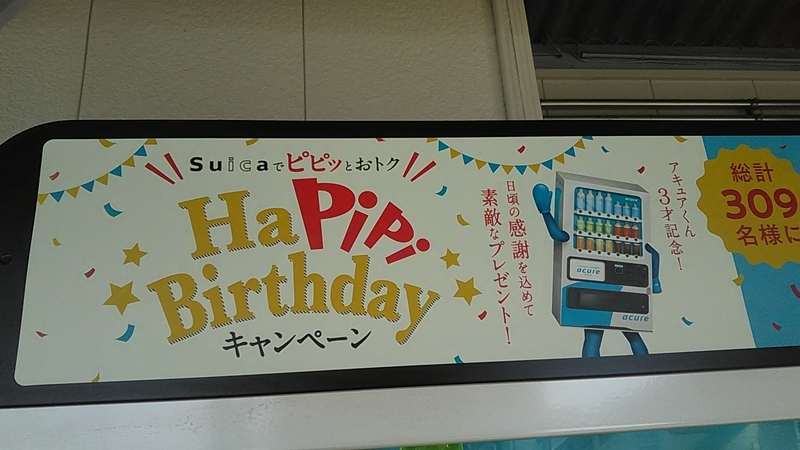 Suicaでピピッとおトク
HaPiPi
Birthday
キャンペーン
日頃の感謝を込めて
素敵なプレゼント!
acure
acure
acure
アキュアくん
3才記念!
総計
309
名様に